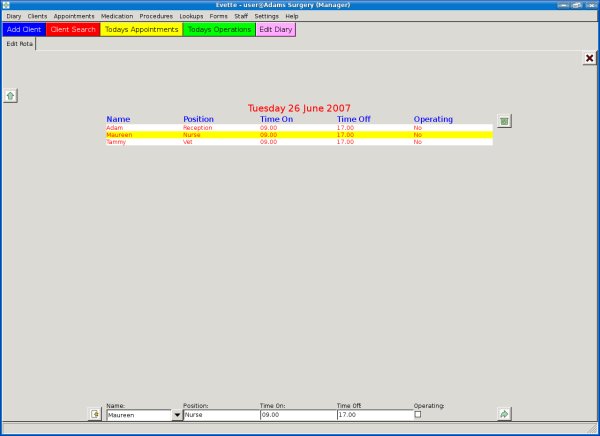 Evette - user@Adams Surgery (Manager)
Diary Clients Appointments Medication Procedures Lookups Forms Staff Settings Help
Add Client Client Search Todays Appointments Todays Operations Edit Diary
Edit Rota
Tuesday 26 June 2007
Name Position Time On Time Off Operating
Adam Reception 09.00 17.00 No
Maureen Nurse 09.00 17.00 No
Tammy Vet 09.00 17.00 No
Name: Position: Time On: Time Off: Operating:
Maureen Nurse 09.00 17.00